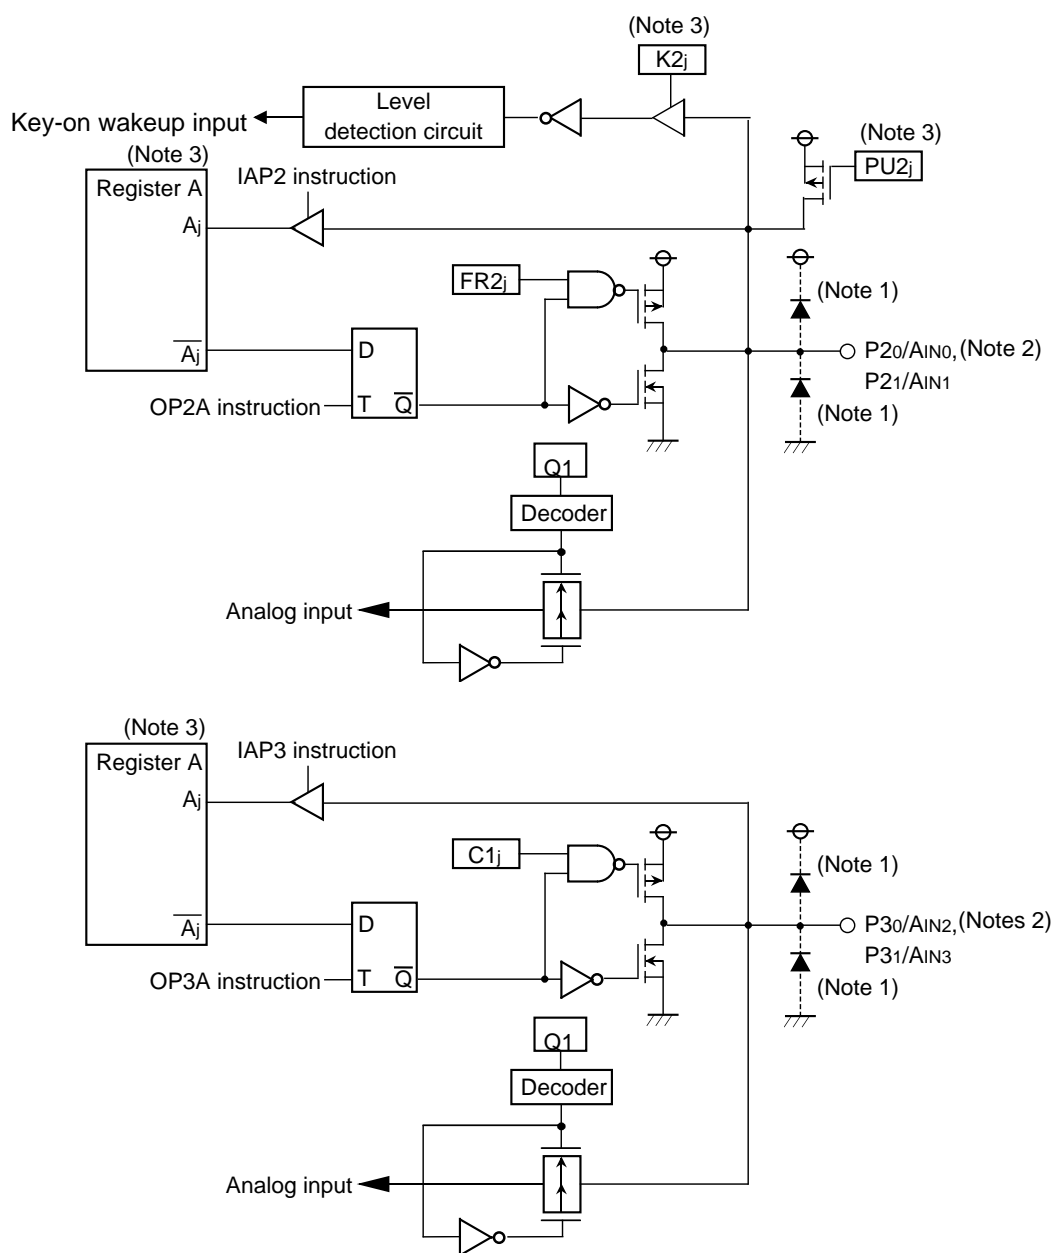 (Note 3)
K2j
Level
detection circuit
Key-on wakeup input
(Note 3)
PU2j
(Note 3)
Register A
IAP2 instruction
Aj
FR2j
(Note 1)
Aj
D
P20/AIN0, (Note 2)
P21/AIN1
OP2A instruction
T
Q
(Note 1)
Q1
Decoder
Analog input
(Note 3)
Register A
IAP3 instruction
Aj
C1j
(Note 1)
Aj
D
P30/AIN2, (Notes 2)
P31/AIN3
OP3A instruction
T
Q
(Note 1)
Q1
Decoder
Analog input